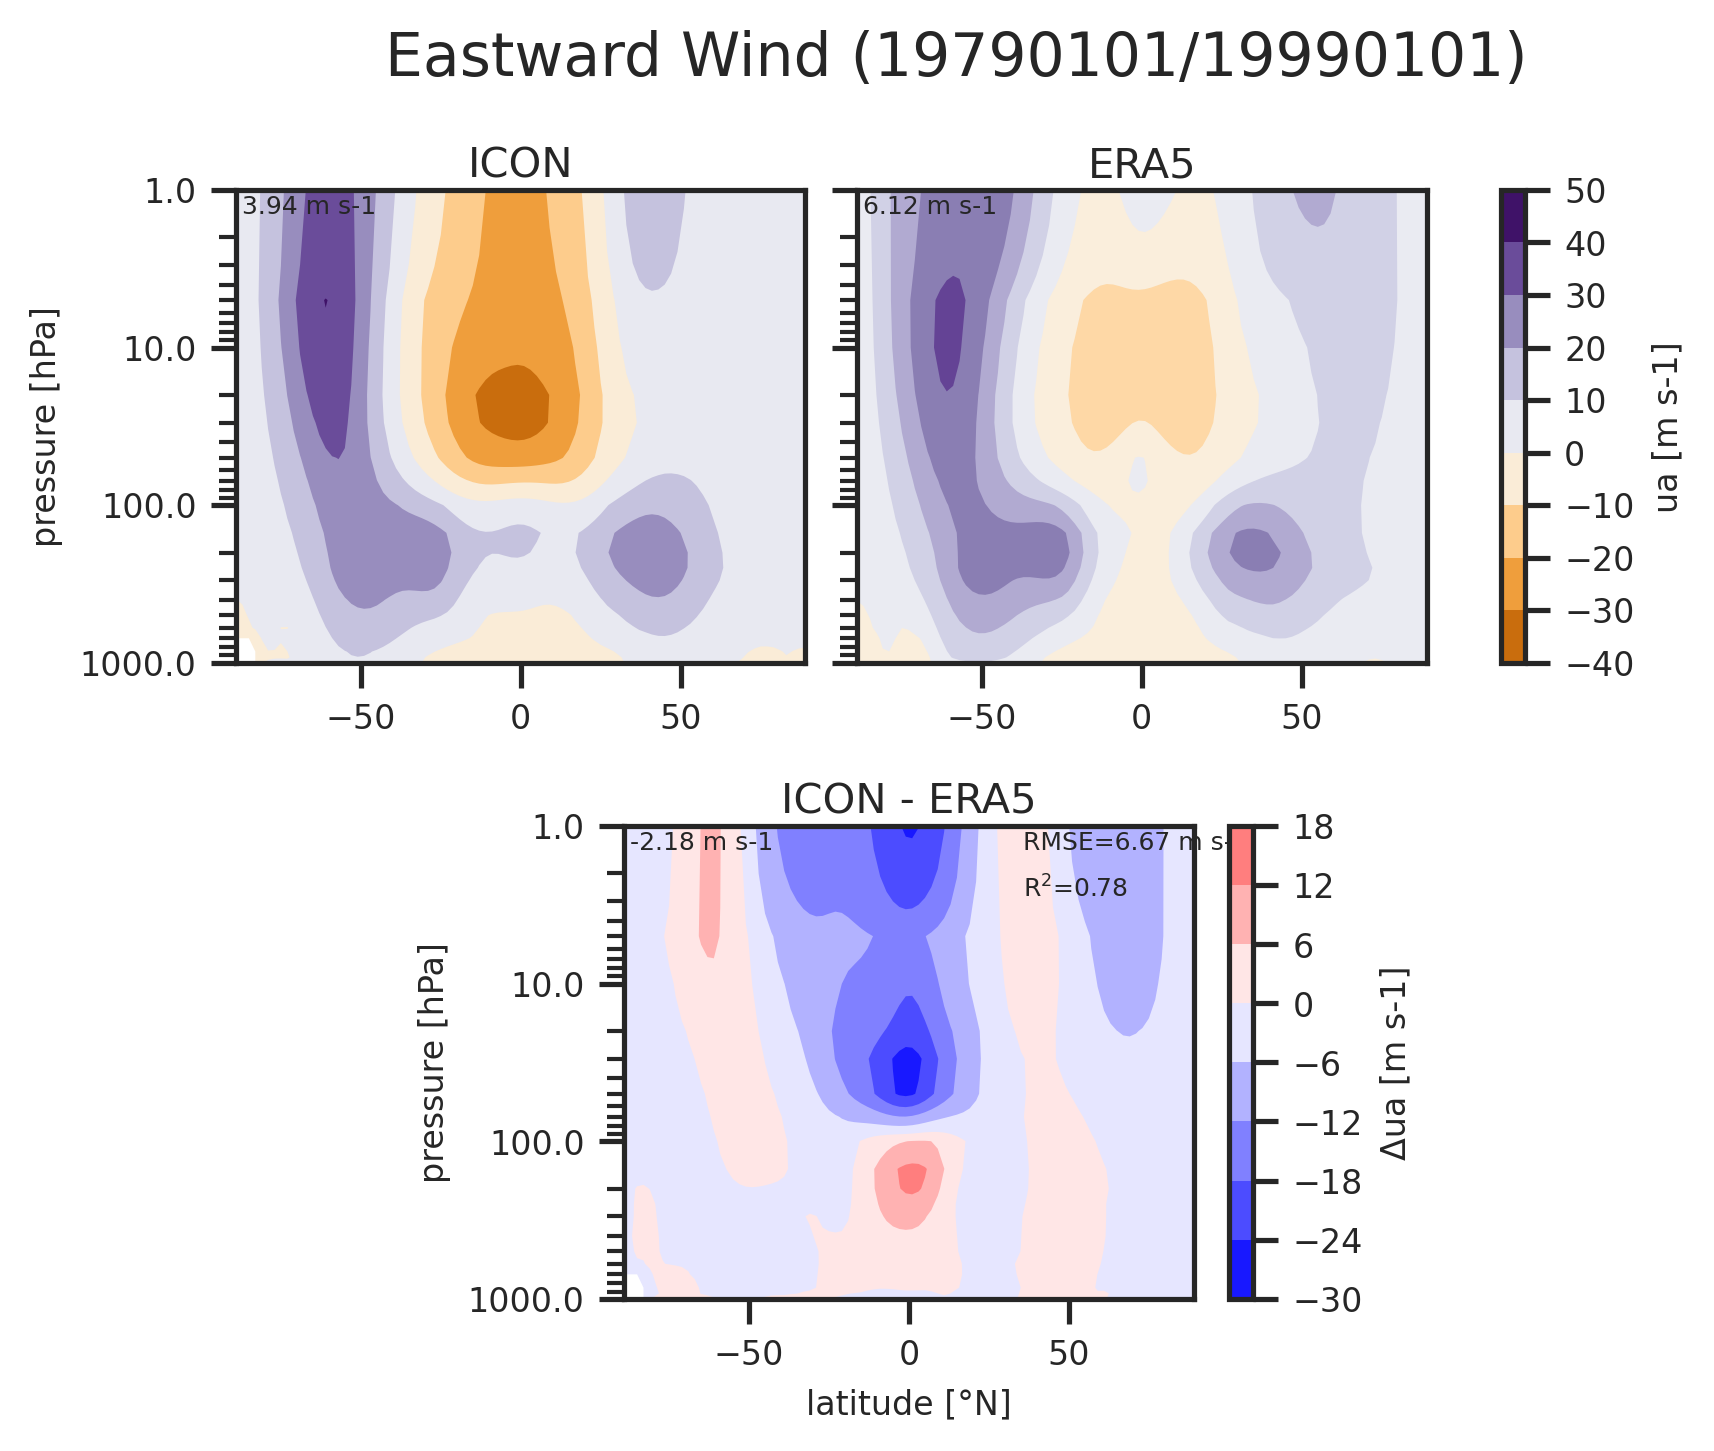 Eastward Wind (19790101/19990101)
ICON
ERA5
3.94 m s-1
6.12 m s-1
1.0
10.0
100.0
1000.0
pressure [hPa]
−50
0
50
−50
0
50
50
40
30
20
10
0
−10
−20
−30
−40
ua [m s-1]
ICON - ERA5
-2.18 m s-1
RMSE=6.67 m s-
R²=0.78
1.0
10.0
100.0
1000.0
pressure [hPa]
−50
0
50
latitude [°N]
18
12
6
0
−6
−12
−18
−24
−30
Δua [m s-1]